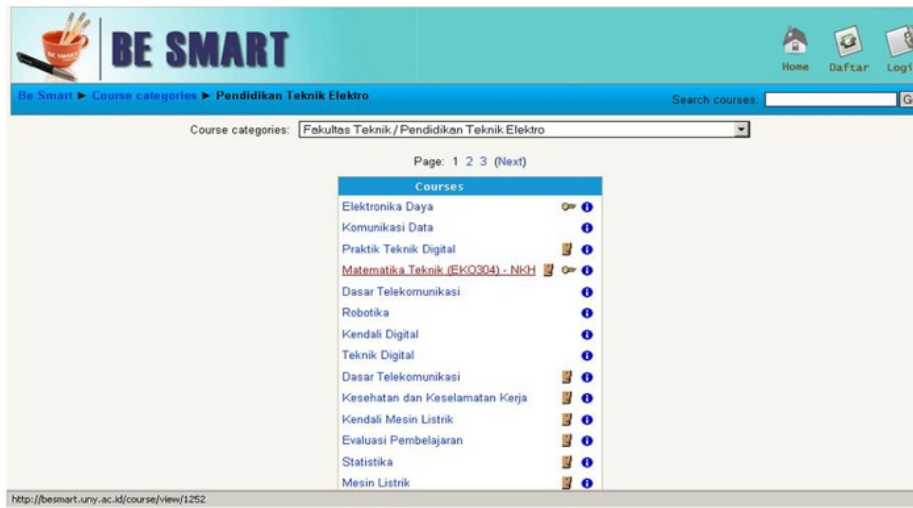 BE SMART
BE SMART
Home Daftar Logi
Be Smart ► Course categories ► Pendidikan Teknik Elektro Search courses: G
Course categories: Fakultas Teknik / Pendidikan Teknik Elektro
Page: 1 2 3 (Next)
Courses
Elektronika Daya
Komunikasi Data
Praktik Teknik Digital
Matematika Teknik (EKO304) - NKH
Dasar Telekomunikasi
Robotika
Kendali Digital
Teknik Digital
Dasar Telekomunikasi
Kesehatan dan Keselamatan Kerja
Kendali Mesin Listrik
Evaluasi Pembelajaran
Statistika
Mesin Listrik
http://besmart.uny.ac.id/course/view/1252